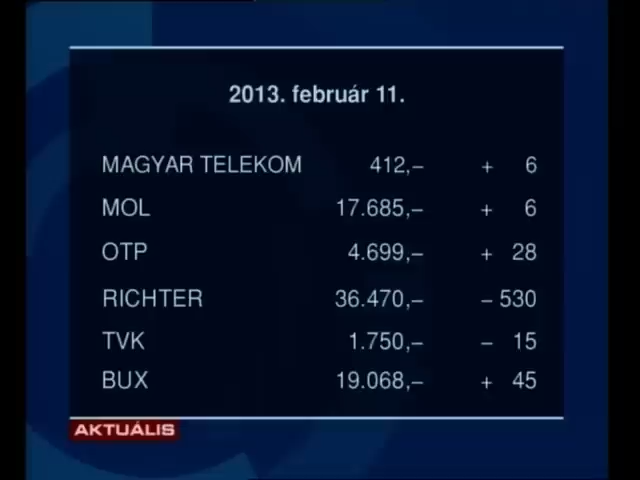 2013. február 11.
MAGYAR TELEKOM 412,– + 6
MOL 17.685,– + 6
OTP 4.699,– + 28
RICHTER 36.470,– – 530
TVK 1.750,– – 15
BUX 19.068,– + 45
AKTUÁLIS